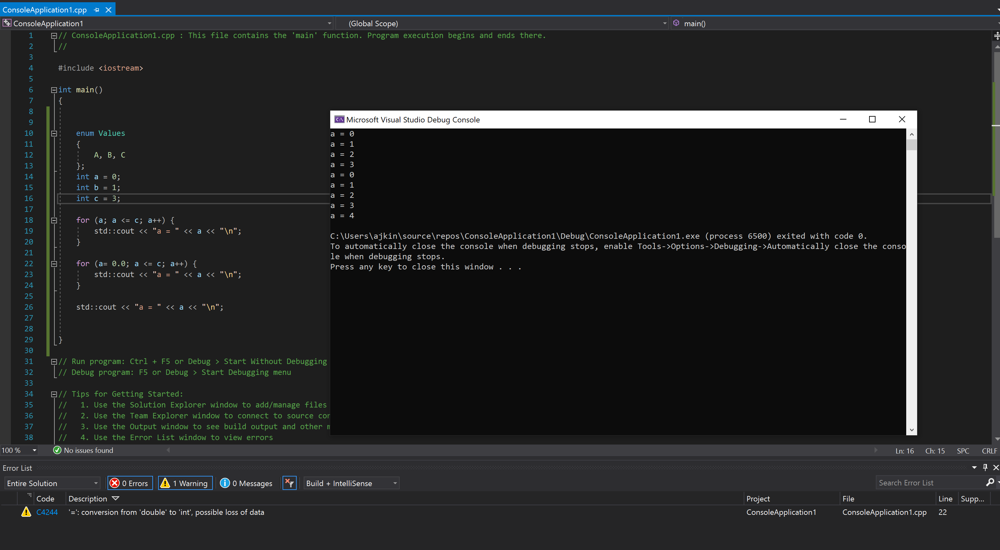 ConsoleApplication1.cpp
ConsoleApplication1
(Global Scope)
main()
1 // ConsoleApplication1.cpp : This file contains the 'main' function. Program execution begins and ends there.
2 //
3
4 #include <iostream>
5
6 int main()
7 {
8
9
10 enum Values
11 {
12 A, B, C
13 };
14 int a = 0;
15 int b = 1;
16 int c = 3;
17
18 for (a; a <= c; a++) {
19 std::cout << "a = " << a << "\n";
20 }
21
22 for (a= 0.0; a <= c; a++) {
23 std::cout << "a = " << a << "\n";
24 }
25
26 std::cout << "a = " << a << "\n";
27
28
29 }
30
31 // Run program: Ctrl + F5 or Debug > Start Without Debugging
32 // Debug program: F5 or Debug > Start Debugging menu
33
34 // Tips for Getting Started:
35 // 1. Use the Solution Explorer window to add/manage files
36 // 2. Use the Team Explorer window to connect to source cor
37 // 3. Use the Output window to see build output and other m
38 // 4. Use the Error List window to view errors
Microsoft Visual Studio Debug Console
a = 0
a = 1
a = 2
a = 3
a = 0
a = 1
a = 2
a = 3
a = 4
C:\Users\ajkin\source\repos\ConsoleApplication1\Debug\ConsoleApplication1.exe (process 6500) exited with code 0.
To automatically close the console when debugging stops, enable Tools->Options->Debugging->Automatically close the conso
le when debugging stops.
Press any key to close this window . . .
100 %
No issues found
Ln: 16 Ch: 15 SPC CRLF
Error List
Entire Solution
0 Errors
1 Warning
0 Messages
Build + IntelliSense
Search Error List
Code Description Project File Line Supp...
C4244 '=': conversion from 'double' to 'int', possible loss of data ConsoleApplication1 ConsoleApplication1.cpp 22